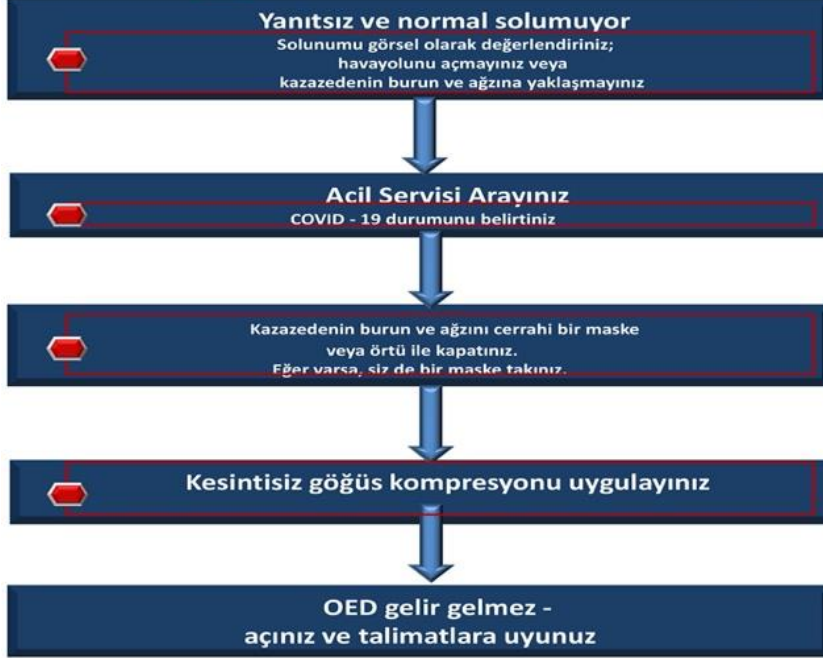 Yanıtsız ve normal solumuyor
Solunumu görsel olarak değerlendiriniz;
havayolunu açmayınız veya
kazazedenin burun ve ağzına yaklaşmayınız
Acil Servisi Arayınız
COVID - 19 durumunu belirtiniz
Kazazedenin burun ve ağzını cerrahi bir maske
veya örtü ile kapatınız.
Eğer varsa, siz de bir maske takınız.
Kesintisiz göğüs kompresyonu uygulayınız
OED gelir gelmez -
açınız ve talimatlara uyunuz